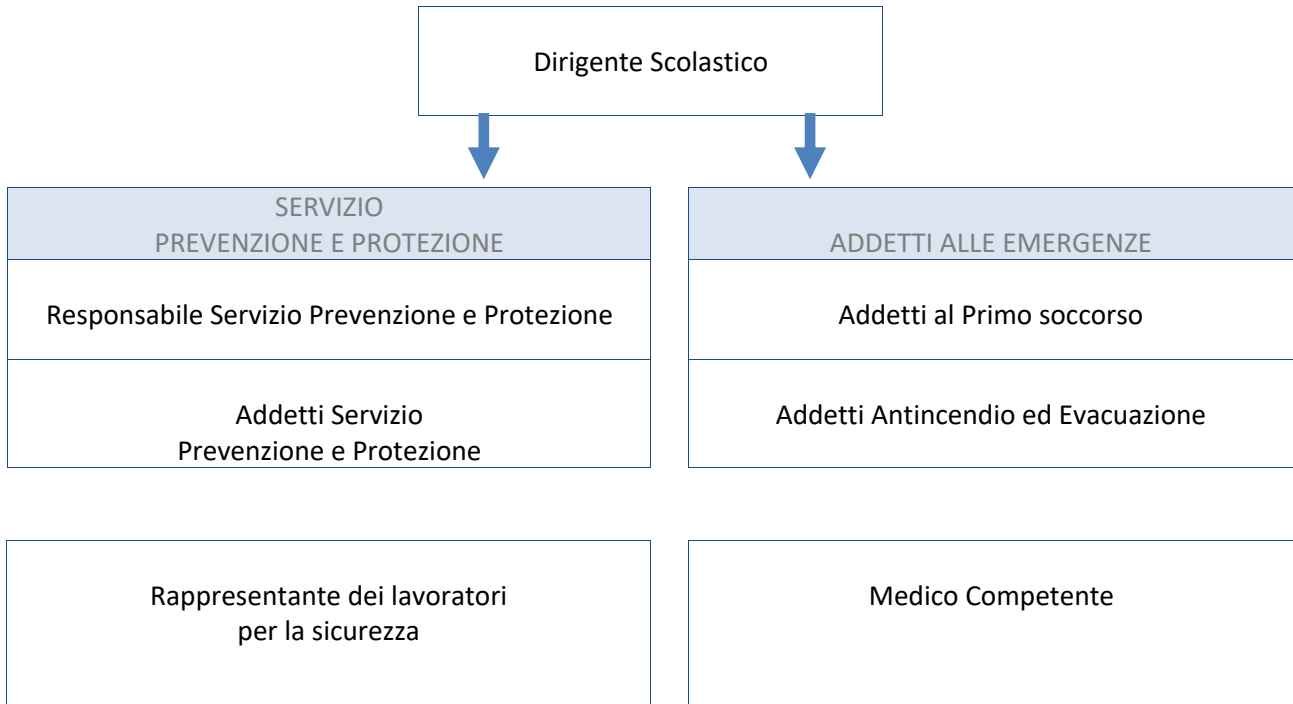 Dirigente Scolastico
SERVIZIO
PREVENZIONE E PROTEZIONE
Responsabile Servizio Prevenzione e Protezione
Addetti Servizio
Prevenzione e Protezione
ADDETTI ALLE EMERGENZE
Addetti al Primo soccorso
Addetti Antincendio ed Evacuazione
Rappresentante dei lavoratori
per la sicurezza
Medico Competente